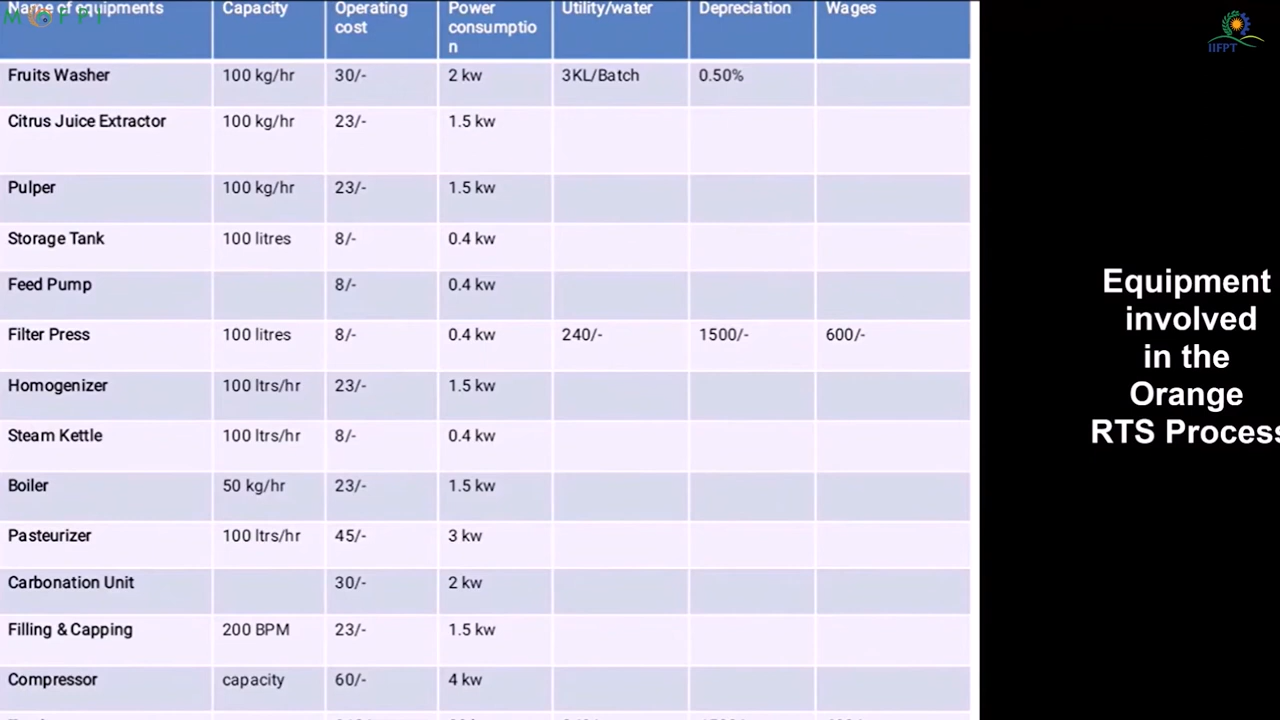 MOFPI
Name of equipments Capacity Operating cost Power consumptio n Utility/water Depreciation Wages
Fruits Washer 100 kg/hr 30/- 2 kw 3KL/Batch 0.50%
Citrus Juice Extractor 100 kg/hr 23/- 1.5 kw
Pulper 100 kg/hr 23/- 1.5 kw
Storage Tank 100 litres 8/- 0.4 kw
Feed Pump 8/- 0.4 kw
Filter Press 100 litres 8/- 0.4 kw 240/- 1500/- 600/-
Homogenizer 100 ltrs/hr 23/- 1.5 kw
Steam Kettle 100 ltrs/hr 8/- 0.4 kw
Boiler 50 kg/hr 23/- 1.5 kw
Pasteurizer 100 ltrs/hr 45/- 3 kw
Carbonation Unit 30/- 2 kw
Filling & Capping 200 BPM 23/- 1.5 kw
Compressor capacity 60/- 4 kw
IIFPT
Equipment
involved
in the
Orange
RTS Process